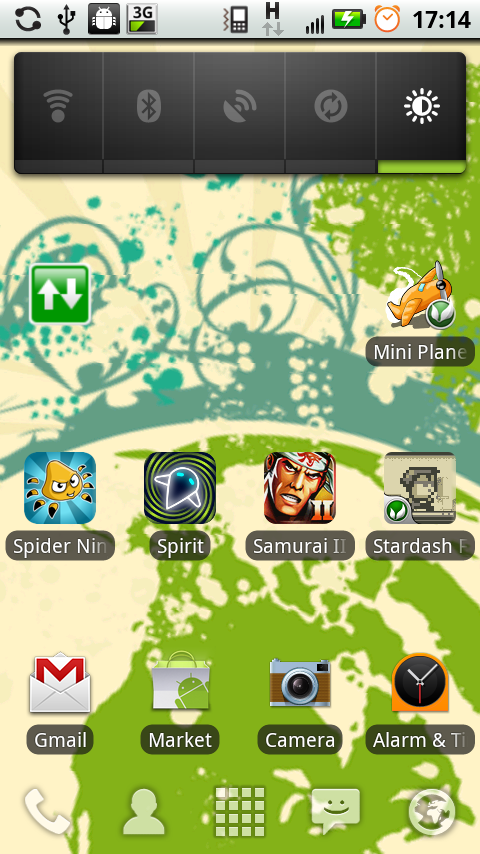 3G H 17:14
Mini Plane
Spider Nin
Spirit
Samurai II
Stardash F
Gmail
Market
Camera
Alarm & Ti